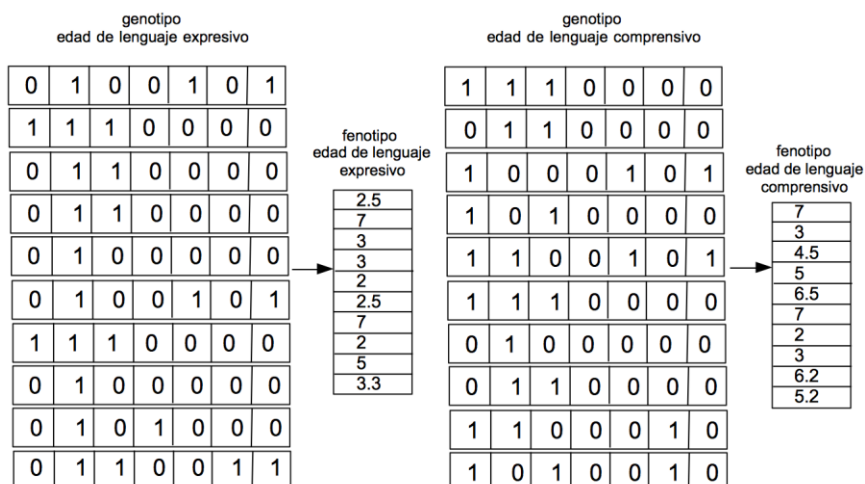 genotipo
edad de lenguaje expresivo
0 1 0 0 1 0 1
1 1 1 0 0 0 0
0 1 1 0 0 0 0
0 1 1 0 0 0 0
0 1 0 0 0 0 0
0 1 0 0 1 0 1
1 1 1 0 0 0 0
0 1 0 0 0 0 0
0 1 0 1 0 0 0
0 1 1 0 0 1 1
fenotipo
edad de lenguaje
expresivo
2.5
7
3
3
2
2.5
7
2
5
3.3
genotipo
edad de lenguaje comprensivo
1 1 1 0 0 0 0
0 1 1 0 0 0 0
1 0 0 0 1 0 1
1 0 1 0 0 0 0
1 1 0 0 1 0 1
1 1 1 0 0 0 0
0 1 0 0 0 0 0
0 1 1 0 0 0 0
1 1 0 0 0 1 0
1 0 1 0 0 1 0
fenotipo
edad de lenguaje
comprensivo
7
3
4.5
5
6.5
7
2
3
6.2
5.2